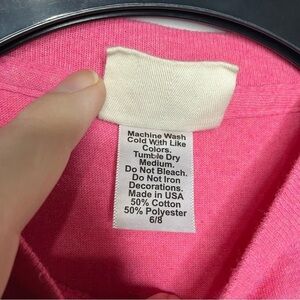 Machine Wash
Cold With Like
Colors.
Tumble Dry
Medium.
Do Not Bleach.
Do Not Iron
Decorations.
Made in USA
50% Cotton
50% Polyester
6/8